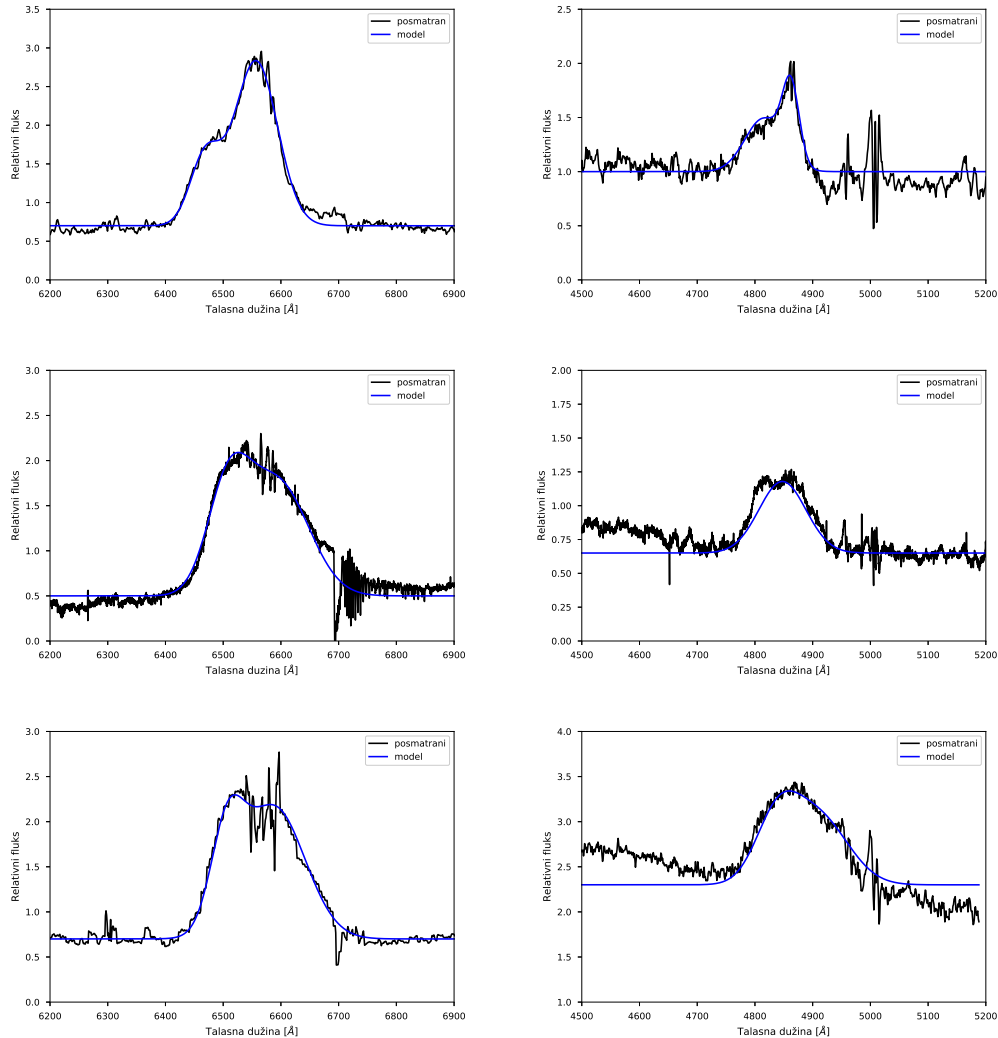 3.5
3.0
2.5
2.0
1.5
1.0
0.5
0.0
Relativni fluks
posmatran
model
6200 6300 6400 6500 6600 6700 6800 6900
Talasna dužina [Å]
2.5
2.0
1.5
1.0
0.5
0.0
Relativni fluks
posmatrani
model
4500 4600 4700 4800 4900 5000 5100 5200
Talasna dužina [Å]
3.0
2.5
2.0
1.5
1.0
0.5
0.0
Relativni fluks
posmatran
model
6200 6300 6400 6500 6600 6700 6800 6900
Talasna duzina [Å]
2.00
1.75
1.50
1.25
1.00
0.75
0.50
0.25
0.00
Relativni fluks
posmatrani
model
4500 4600 4700 4800 4900 5000 5100 5200
Talasna dužina [Å]
3.0
2.5
2.0
1.5
1.0
0.5
0.0
Relativni fluks
posmatrani
model
6200 6300 6400 6500 6600 6700 6800 6900
Talasna dužina [Å]
4.0
3.5
3.0
2.5
2.0
1.5
1.0
Relativni fluks
posmatrani
model
4500 4600 4700 4800 4900 5000 5100 5200
Talasna dužina [Å]